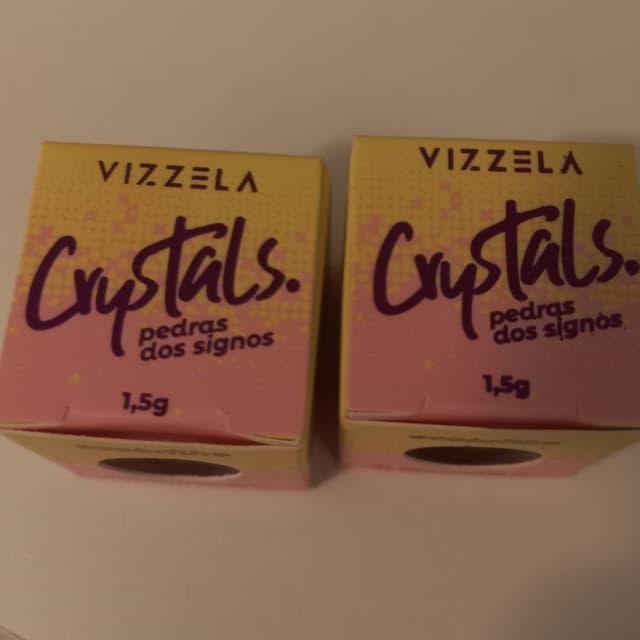 VIZZELA
Crystals.
pedras
dos signos
1,5g
VIZZELA
Crystals.
pedras
dos signos
1,5g